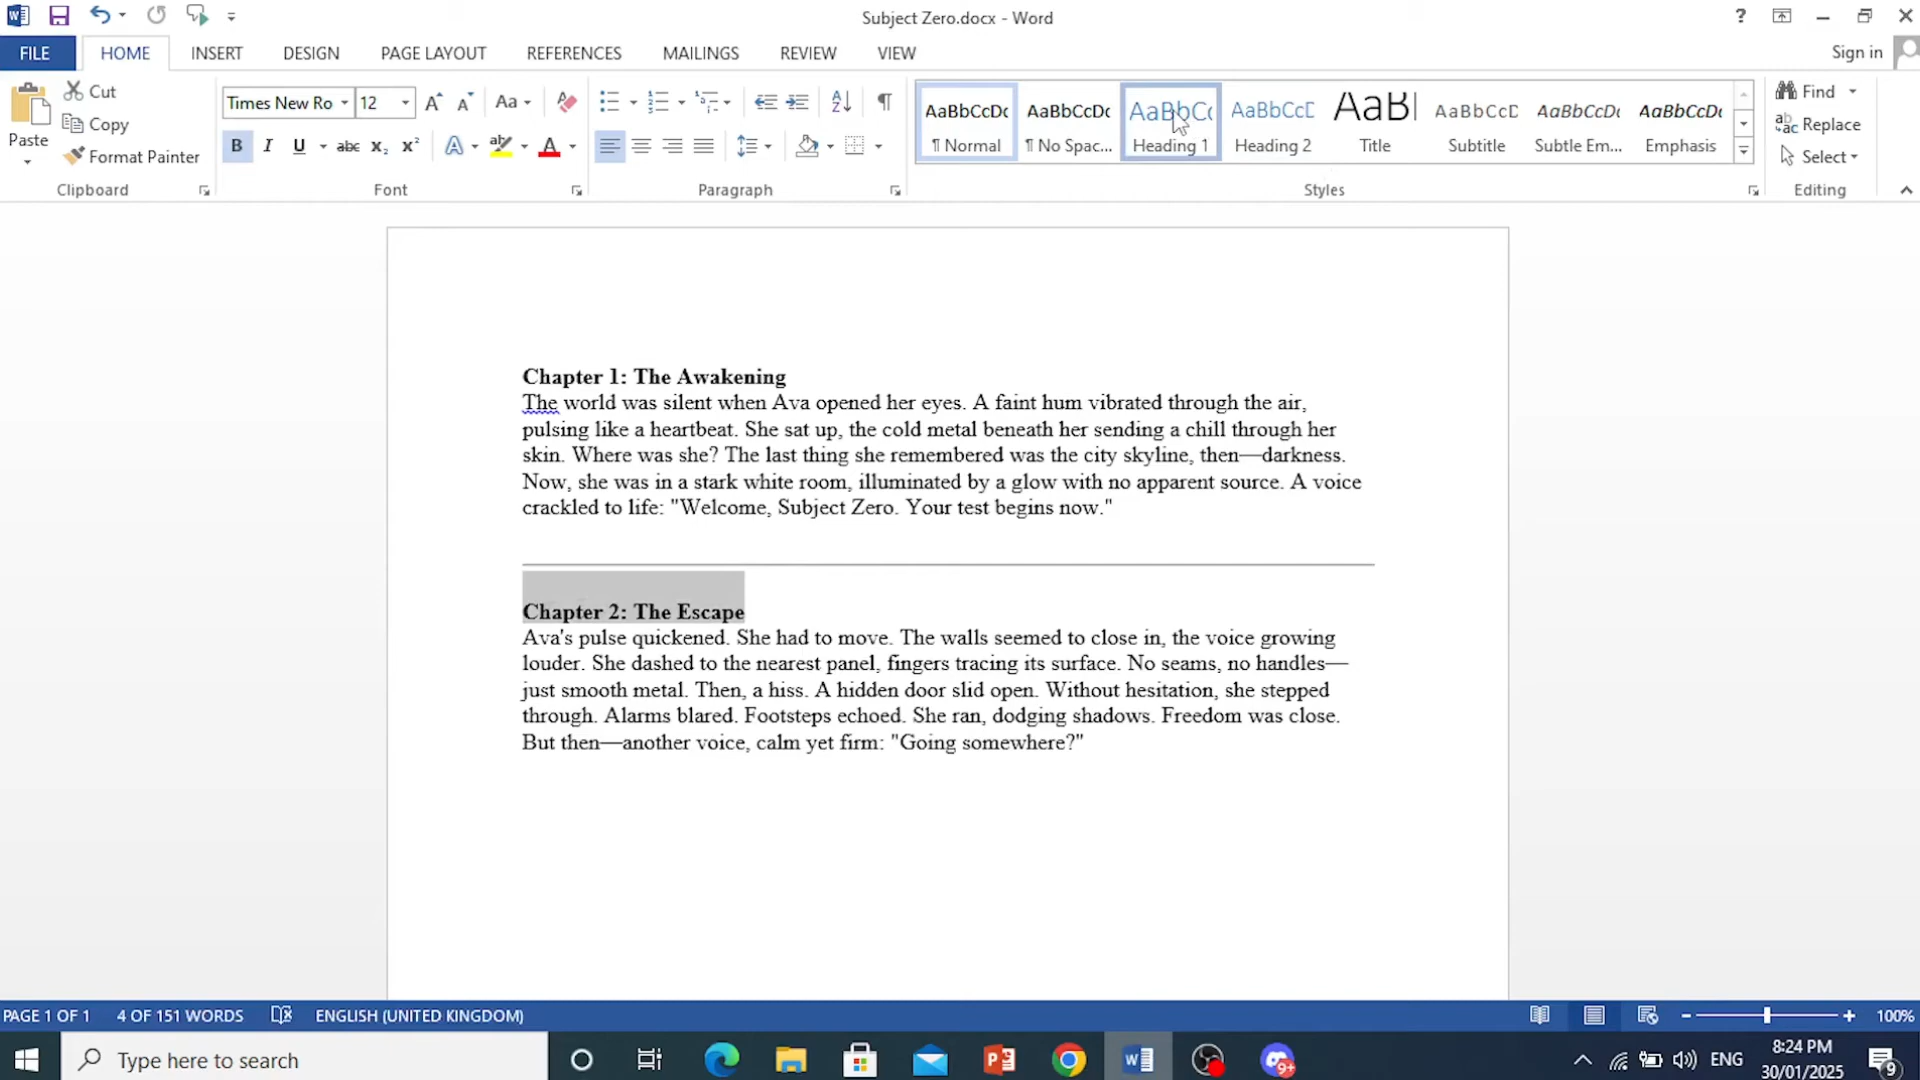 Subject Zero.docx - Word
?
FILE HOME INSERT DESIGN PAGE LAYOUT REFERENCES MAILINGS REVIEW VIEW
Sign in
Paste
Cut
Copy
Format Painter
Clipboard
Times New Ro 12
Aa
B I U abc x₂ x²
A
Font
Paragraph
AaBbCcDc AaBbCcDc AaBbCc AaBbCcD AaB AaBbCcD AaBbCcDc AaBbCcDc
¶ Normal ¶ No Spac... Heading 1 Heading 2 Title Subtitle Subtle Em... Emphasis
Styles
Find
Replace
Select
Editing
Chapter 1: The Awakening
The world was silent when Ava opened her eyes. A faint hum vibrated through the air,
pulsing like a heartbeat. She sat up, the cold metal beneath her sending a chill through her
skin. Where was she? The last thing she remembered was the city skyline, then—darkness.
Now, she was in a stark white room, illuminated by a glow with no apparent source. A voice
crackled to life: "Welcome, Subject Zero. Your test begins now."
Chapter 2: The Escape
Ava's pulse quickened. She had to move. The walls seemed to close in, the voice growing
louder. She dashed to the nearest panel, fingers tracing its surface. No seams, no handles—
just smooth metal. Then, a hiss. A hidden door slid open. Without hesitation, she stepped
through. Alarms blared. Footsteps echoed. She ran, dodging shadows. Freedom was close.
But then—another voice, calm yet firm: "Going somewhere?"
PAGE 1 OF 1 4 OF 151 WORDS ENGLISH (UNITED KINGDOM)
100%
Type here to search
9+
ENG
8:24 PM
30/01/2025
9